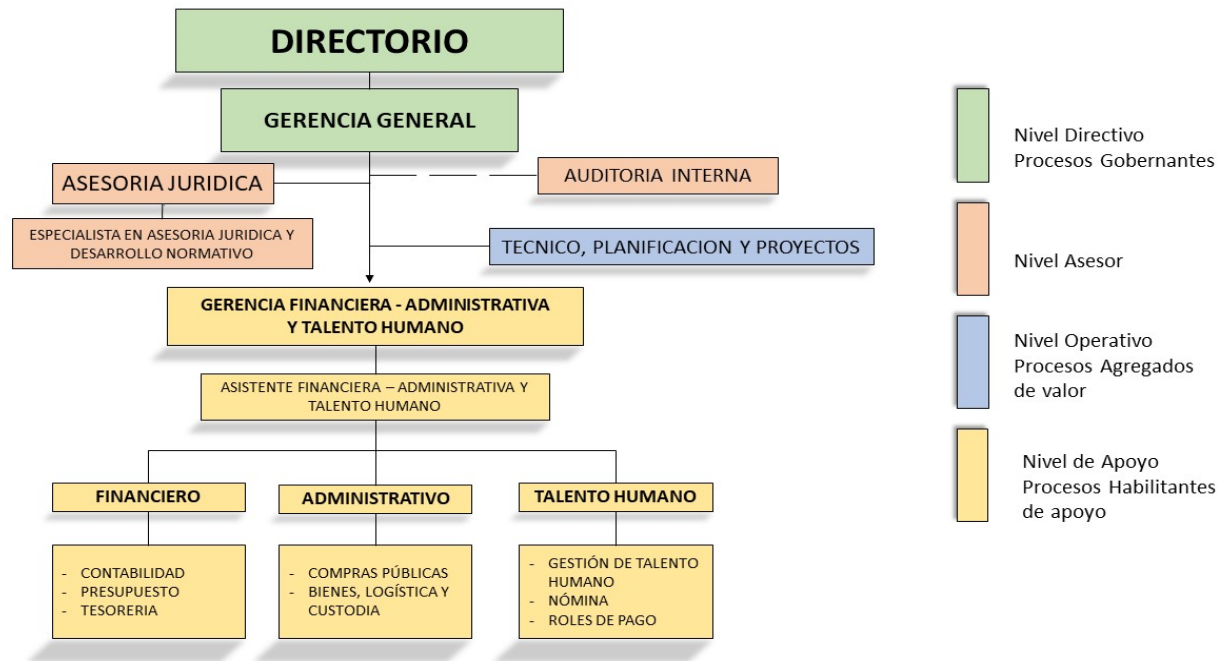 DIRECTORIO
GERENCIA GENERAL
ASESORIA JURIDICA
AUDITORIA INTERNA
ESPECIALISTA EN ASESORIA JURIDICA Y
DESARROLLO NORMATIVO
TECNICO, PLANIFICACION Y PROYECTOS
GERENCIA FINANCIERA - ADMINISTRATIVA
Y TALENTO HUMANO
ASISTENTE FINANCIERA – ADMINISTRATIVA Y
TALENTO HUMANO
FINANCIERO
ADMINISTRATIVO
TALENTO HUMANO
- CONTABILIDAD
- PRESUPUESTO
- TESORERIA
- COMPRAS PÚBLICAS
- BIENES, LOGÍSTICA Y
CUSTODIA
- GESTIÓN DE TALENTO
HUMANO
- NÓMINA
- ROLES DE PAGO
Nivel Directivo
Procesos Gobernantes
Nivel Asesor
Nivel Operativo
Procesos Agregados
de valor
Nivel de Apoyo
Procesos Habilitantes
de apoyo